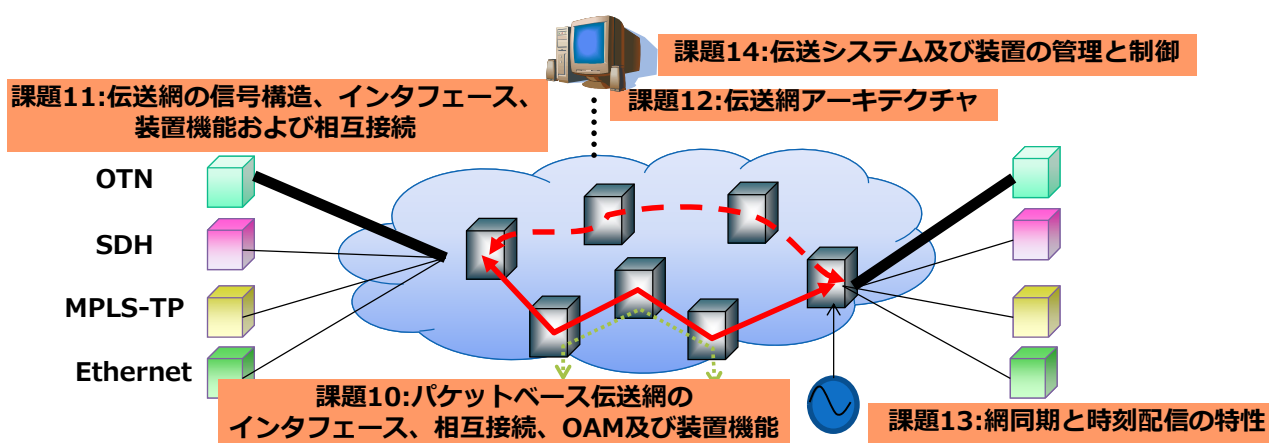 課題14:伝送システム及び装置の管理と制御
課題11:伝送網の信号構造、インタフェース、
装置機能および相互接続
課題12:伝送網アーキテクチャ
OTN
SDH
MPLS-TP
Ethernet
課題10:パケットベース伝送網の
インタフェース、相互接続、OAM及び装置機能
課題13:網同期と時刻配信の特性